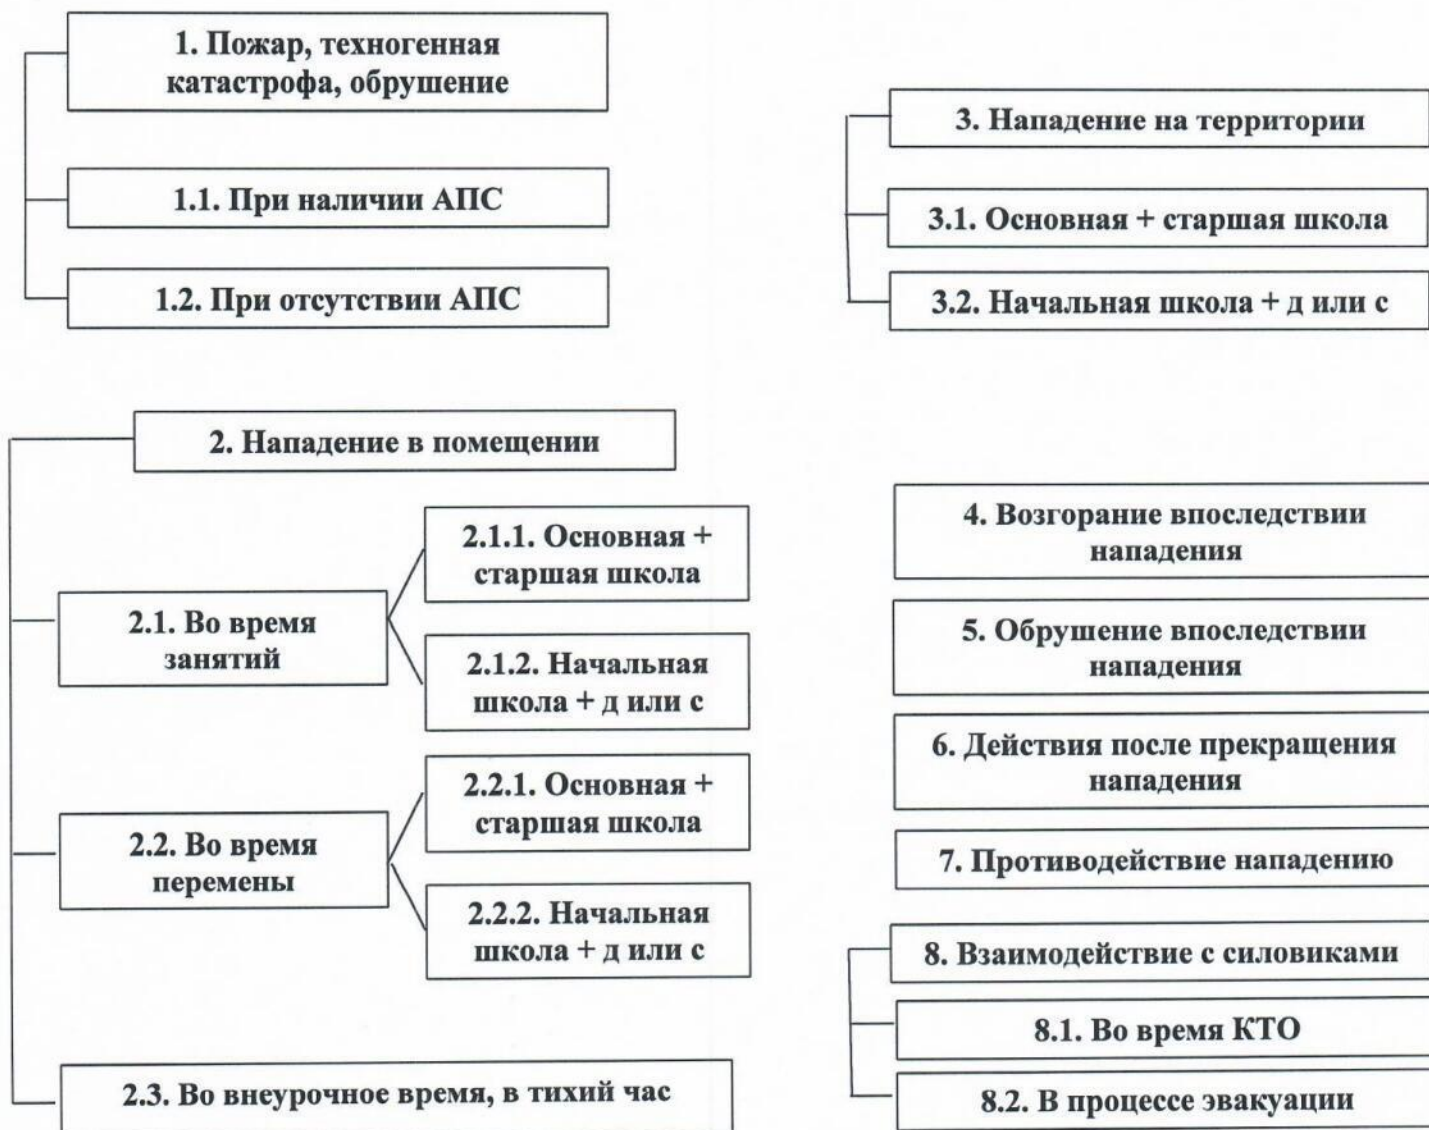 1. Пожар, техногенная
катастрофа, обрушение
1.1. При наличии АПС
1.2. При отсутствии АПС
2. Нападение в помещении
2.1. Во время
занятий
2.1.1. Основная +
старшая школа
2.1.2. Начальная
школа + д или с
2.2. Во время
перемены
2.2.1. Основная +
старшая школа
2.2.2. Начальная
школа + д или с
2.3. Во внеурочное время, в тихий час
3. Нападение на территории
3.1. Основная + старшая школа
3.2. Начальная школа + д или с
4. Возгорание впоследствии
нападения
5. Обрушение впоследствии
нападения
6. Действия после прекращения
нападения
7. Противодействие нападению
8. Взаимодействие с силовиками
8.1. Во время КТО
8.2. В процессе эвакуации